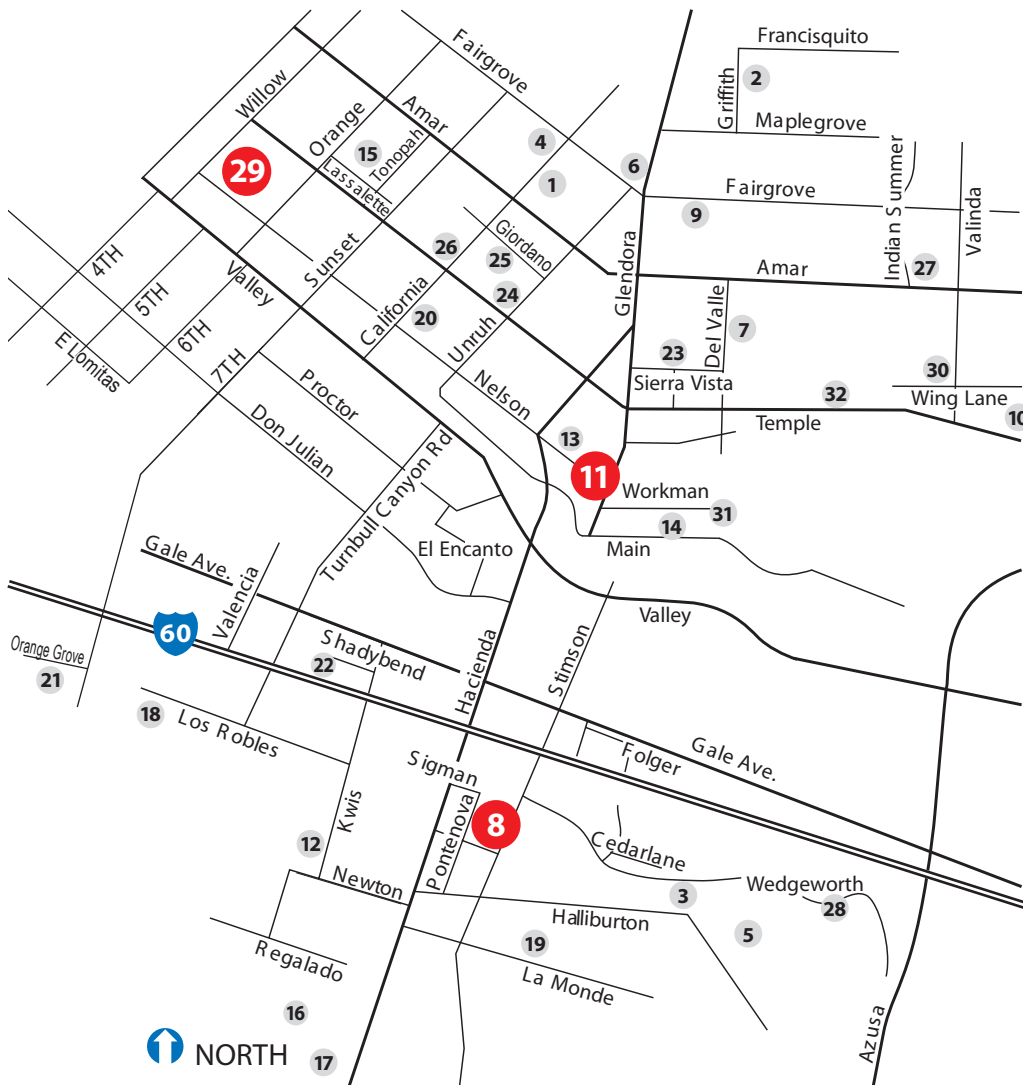 Francisquito
Fairgrove
Griffith
2
Willow
Amar
Orange
Maplegrove
4
15
Tonopah
6
Indian Summer
29
Lassalette
1
Fairgrove
9
Valinda
Giordano
4TH
Valley
Sunset
26
25
Glendora
Amar
27
5TH
California
24
Del Valle
20
7
E Lomitas
6TH
Unruh
23
7TH
Proctor
Nelson
Sierra Vista
30
32
Wing Lane
Don Julian
Temple
10
13
Turnbull Canyon Rd
11
Workman
31
14
Gale Ave.
El Encanto
Main
Valencia
Valley
60
Orange Grove
Shadybend
22
Hacienda
Stimson
21
18
Los Robles
Gale Ave.
Folger
Sigman
Kwis
Pontenova
8
12
Cedarlane
Newton
Wedgeworth
3
28
Halliburton
5
19
Regalado
La Monde
16
Azusa
NORTH
17